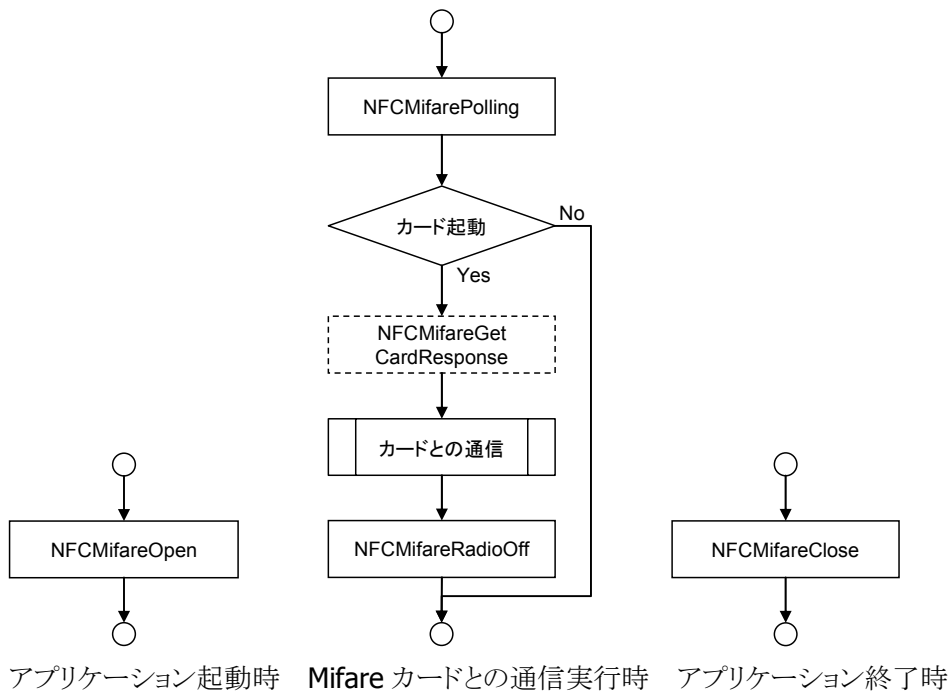 NFCMifarePolling
カード起動
No
Yes
NFCMifareGet
CardResponse
カードとの通信
NFCMifareOpen
NFCMifareRadioOff
NFCMifareClose
アプリケーション起動時
Mifare カードとの通信実行時
アプリケーション終了時